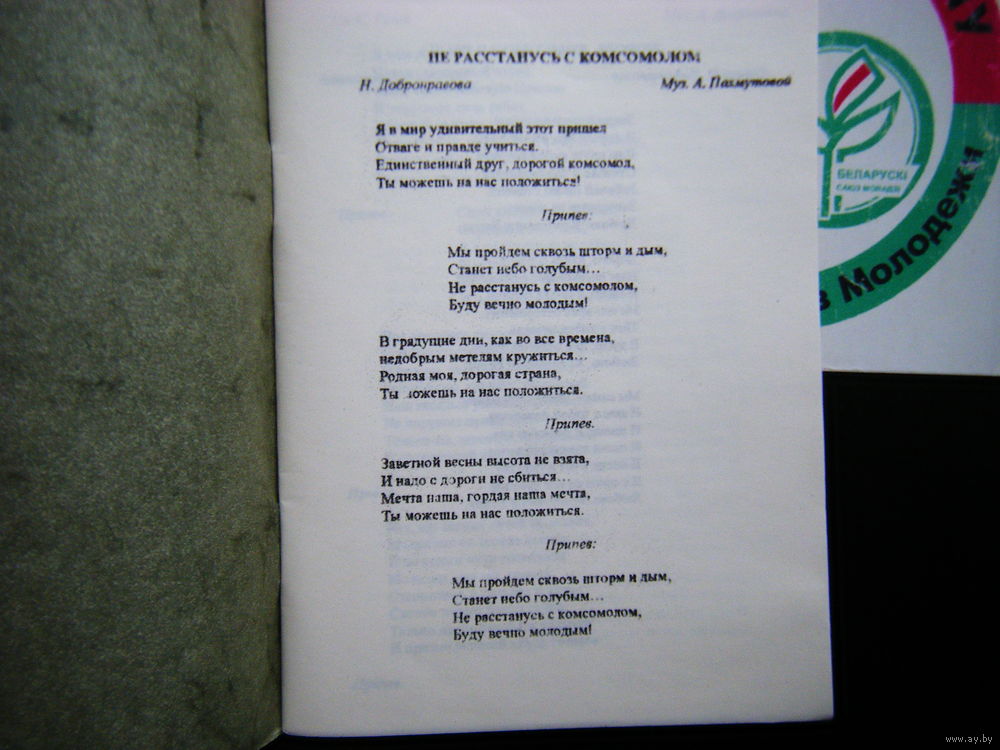 НЕ РАССТАНУСЬ С КОМСОМОЛОМ
Н. Добронравова Муз. А. Пахмутовой
Я в мир удивительный этот пришел
Отваге и правде учиться.
Единственный друг, дорогой комсомол,
Ты можешь на нас положиться!
Припев:
Мы пройдем сквозь шторм и дым,
Станет небо голубым...
Не расстанусь с комсомолом,
Буду вечно молодым!
В грядущие дни, как во все времена,
недобрым метелям кружиться...
Родная моя, дорогая страна,
Ты можешь на нас положиться.
Припев.
Заветной весны высота не взята,
И надо с дороги не сбиться...
Мечта наша, гордая наша мечта,
Ты можешь на нас положиться.
Припев:
Мы пройдем сквозь шторм и дым,
Станет небо голубым...
Не расстанусь с комсомолом,
Буду вечно молодым!
БЕЛАРУСКІ
САЮЗ МОЛАДЗІ
з Молодежи
www.ay.by